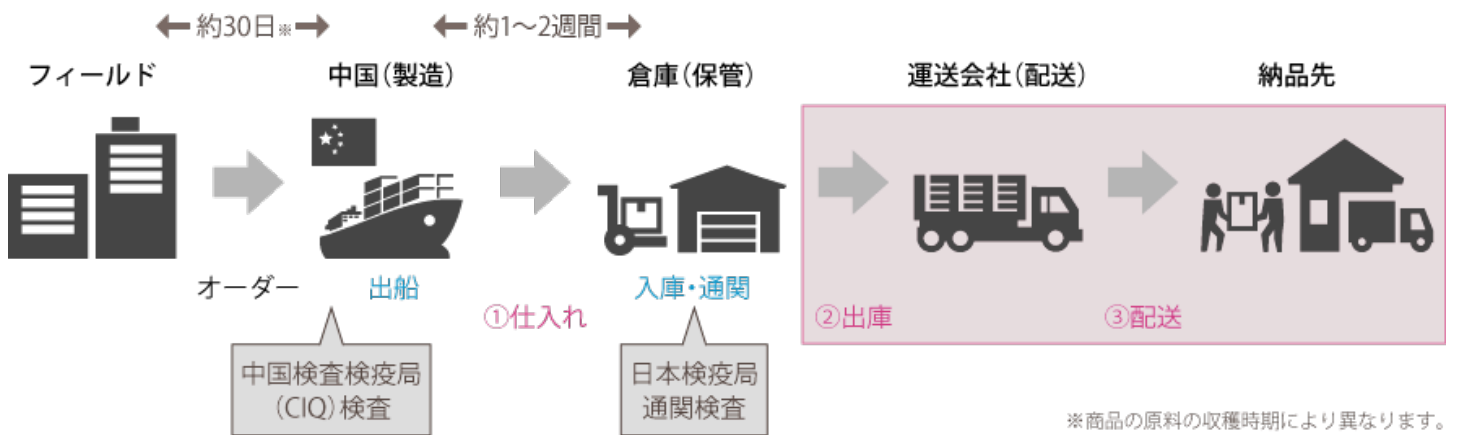 約30日※
約1～2週間
フィールド
中国（製造）
倉庫（保管）
運送会社（配送）
納品先
オーダー
出船
①仕入れ
入庫・通関
②出庫
③配送
中国検査検疫局
（CIQ）検査
日本検疫局
通関検査
※商品の原料の収穫時期により異なります。